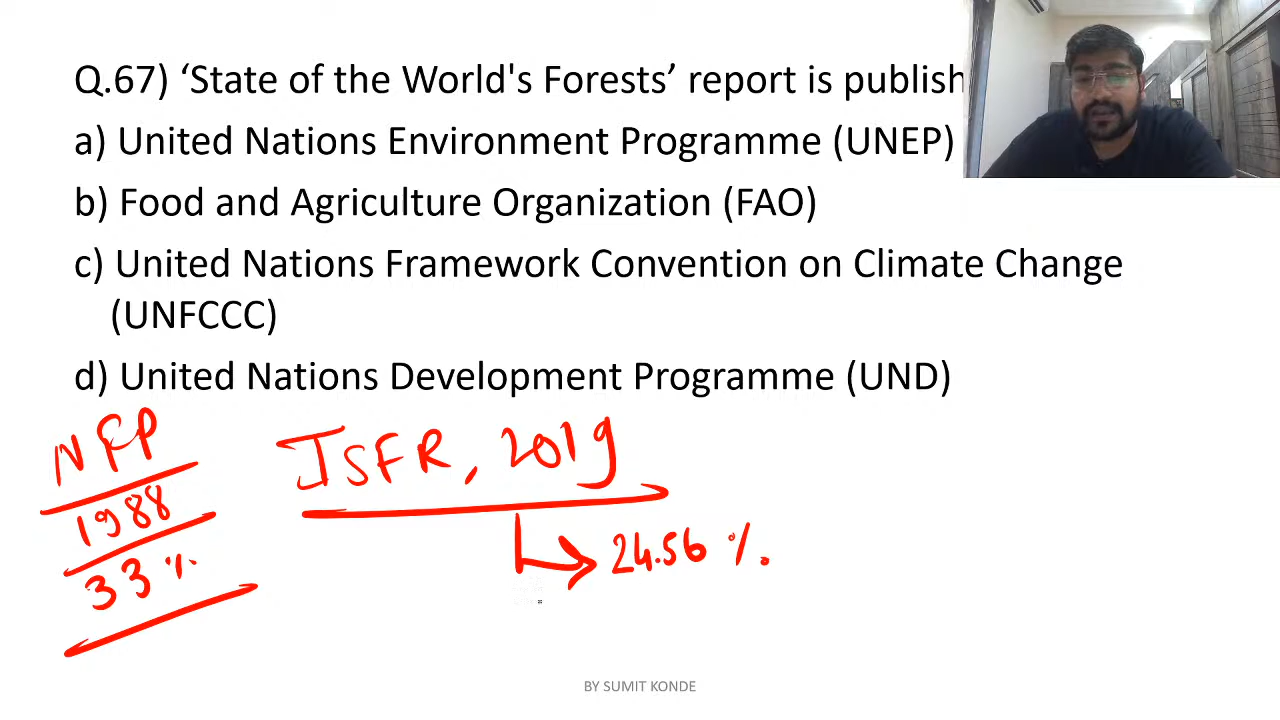 Q.67) ‘State of the World's Forests’ report is publish
a) United Nations Environment Programme (UNEP)
b) Food and Agriculture Organization (FAO)
c) United Nations Framework Convention on Climate Change
(UNFCCC)
d) United Nations Development Programme (UND)
NFP
1988
33 %
ISFR, 2019
24.56 %.
BY SUMIT KONDE